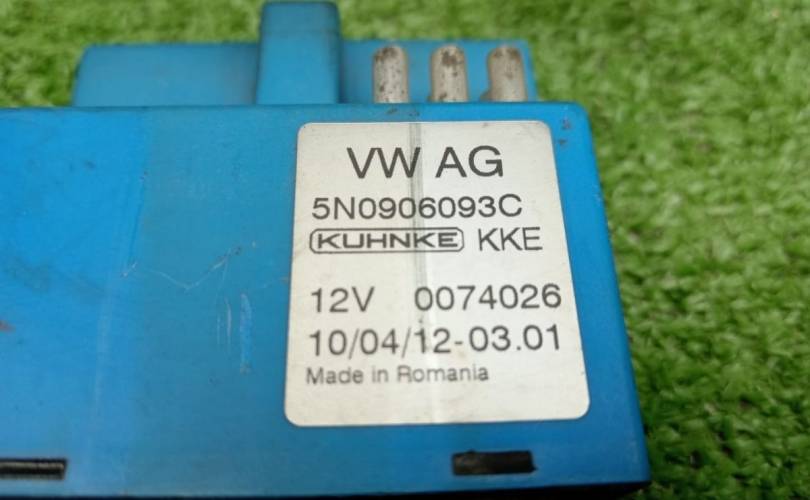 VW AG
5N0906093C
KUHNKE KKE
12V 0074026
10/04/12-03.01
Made in Romania